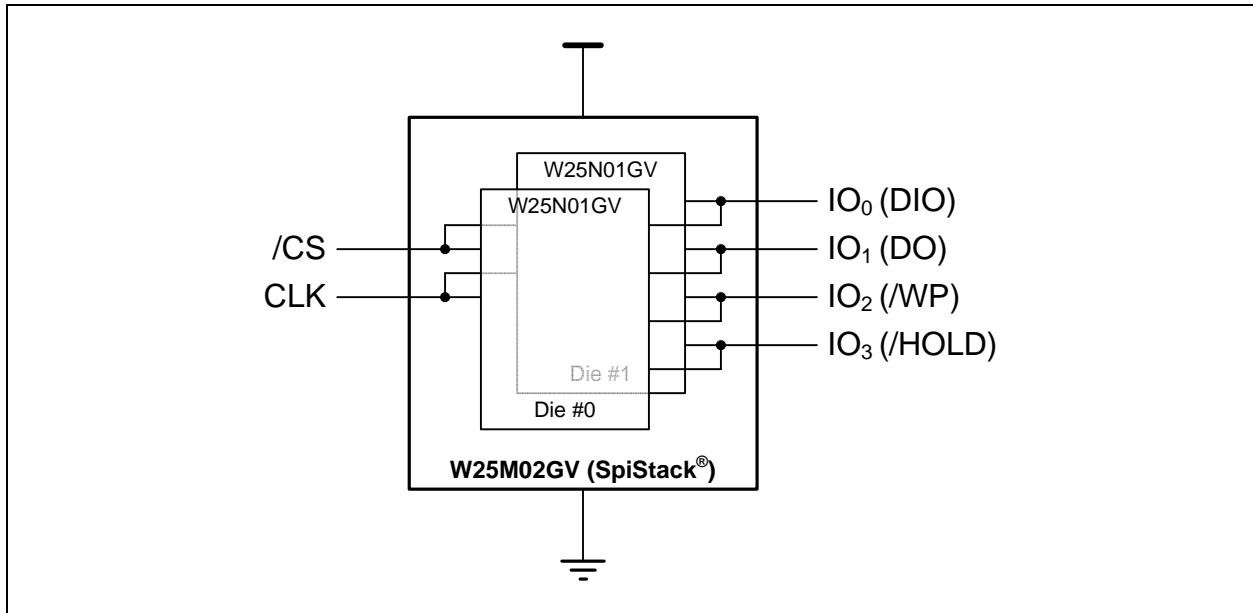 W25N01GV
W25N01GV
/CS
CLK
IO₀ (DIO)
IO₁ (DO)
IO₂ (/WP)
IO₃ (/HOLD)
Die #1
Die #0
W25M02GV (SpiStack®)